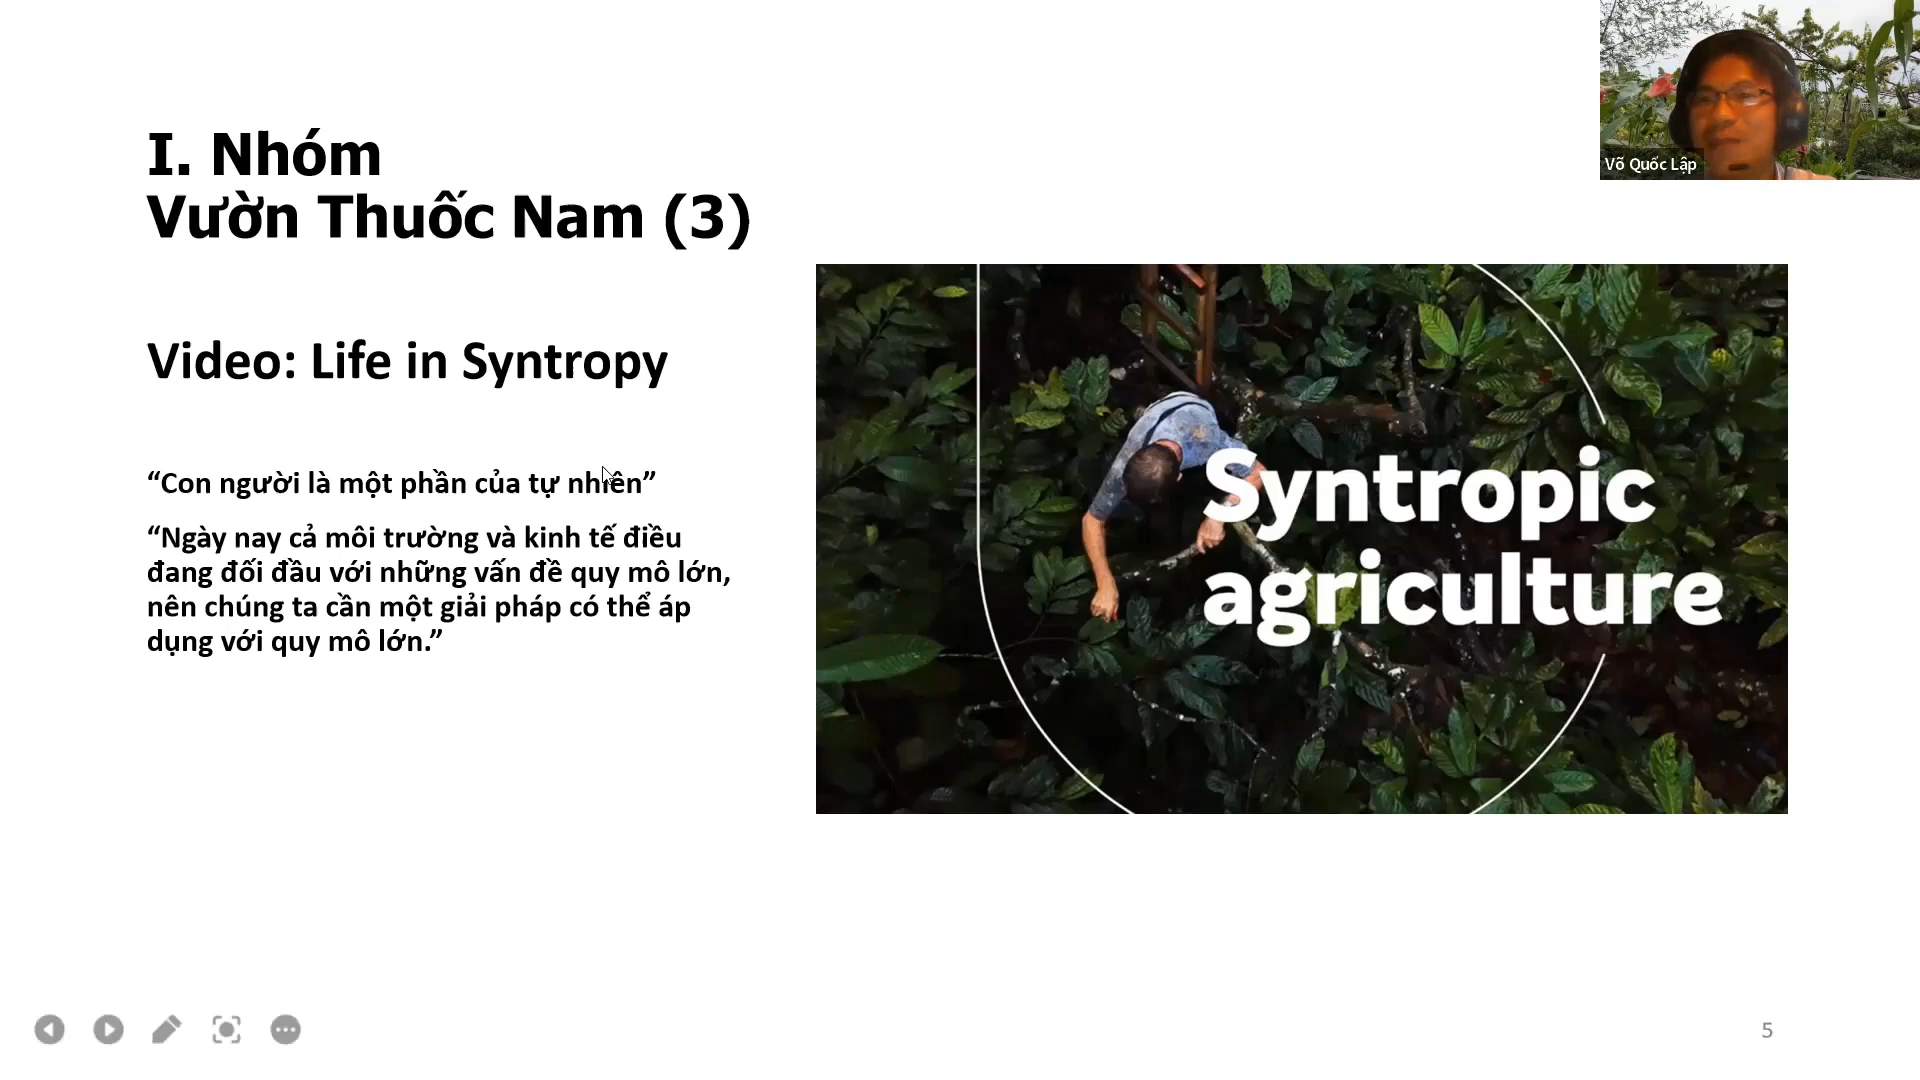 I. Nhóm
Vườn Thuốc Nam (3)
Võ Quốc Lập
Video: Life in Syntropy
“Con người là một phần của tự nhiên”
“Ngày nay cả môi trường và kinh tế điều
đang đối đầu với những vấn đề quy mô lớn,
nên chúng ta cần một giải pháp có thể áp
dụng với quy mô lớn.”
Syntropic
agriculture
5